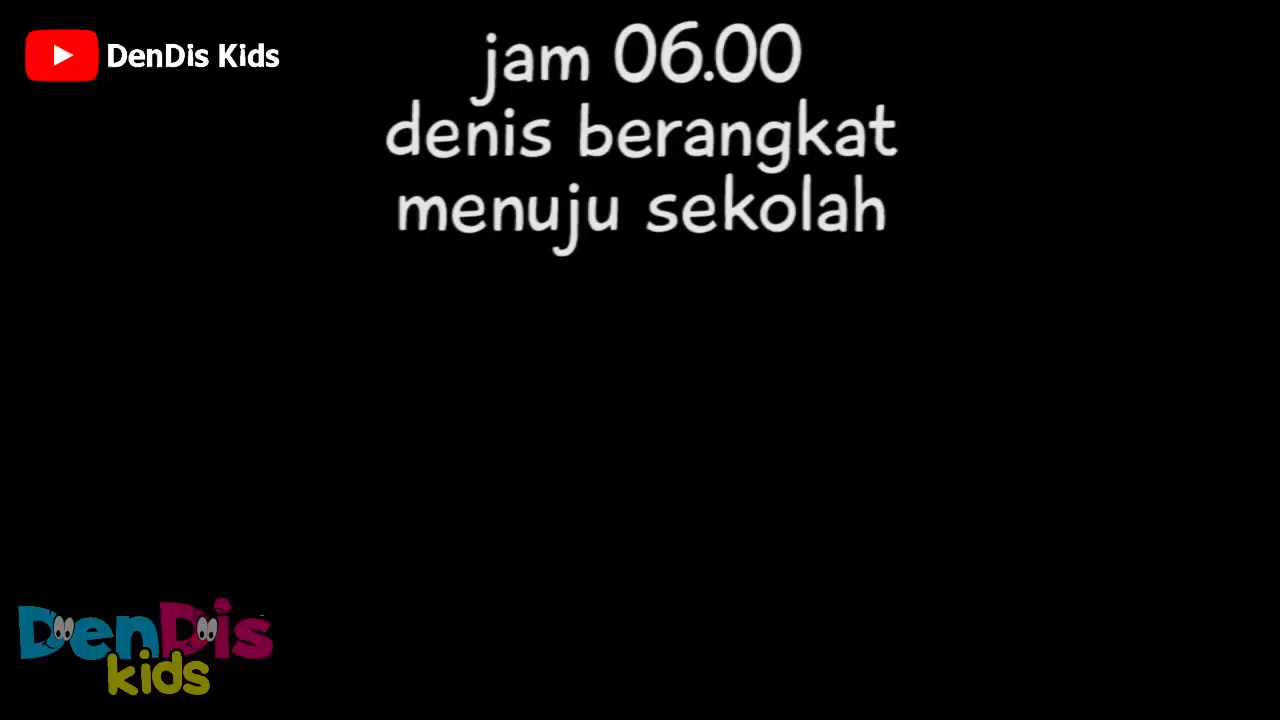 DenDis Kids
jam 06.00
denis berangkat
menuju sekolah
DenDis
kids